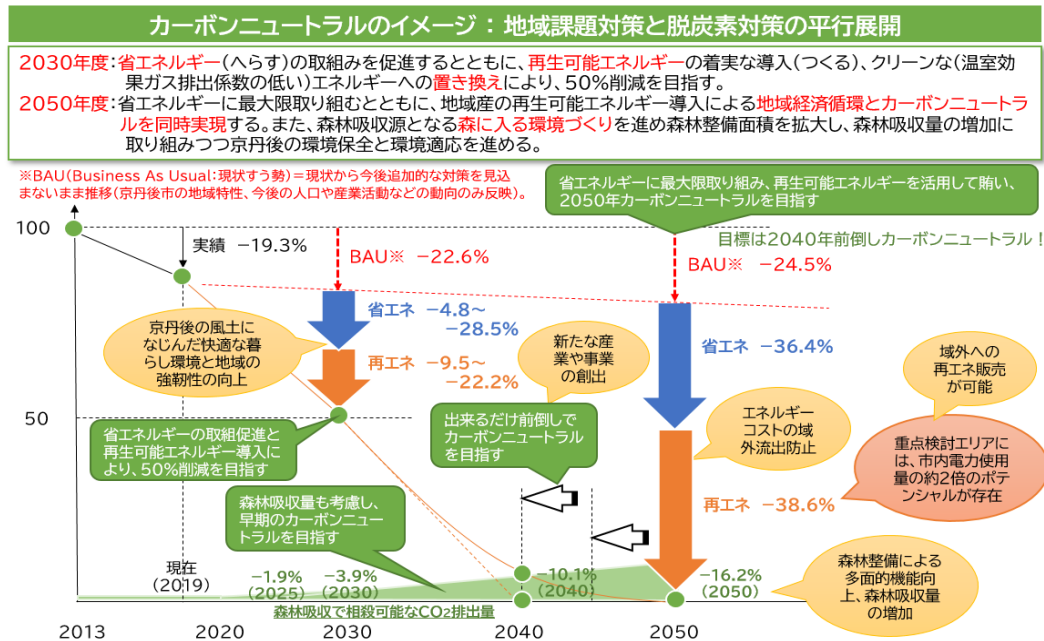 カーボンニュートラルのイメージ：地域課題対策と脱炭素対策の平行展開
2030年度：省エネルギー(へらす)の取組みを促進するとともに、再生可能エネルギーの着実な導入(つくる)、クリーンな(温室効
果ガス排出係数の低い)エネルギーへの置き換えにより、50％削減を目指す。
2050年度：省エネルギーに最大限取り組むとともに、地域産の再生可能エネルギー導入による地域経済循環とカーボンニュートラ
ルを同時実現する。また、森林吸収源となる森に入る環境づくりを進め森林整備面積を拡大し、森林吸収量の増加に
取り組みつつ京丹後の環境保全と環境適応を進める。
※BAU(Business As Usual：現状すう勢)＝現状から今後追加的な対策を見込
まないまま推移(京丹後市の地域特性、今後の人口や産業活動などの動向のみ反映)。
省エネルギーに最大限取り組み、再生可能エネルギーを活用して賄い、
2050年カーボンニュートラルを目指す
目標は2040年前倒しカーボンニュートラル！
100
実績 −19.3%
BAU※ −22.6%
BAU※ −24.5%
省エネ −4.8～
−28.5%
再エネ −9.5～
−22.2%
京丹後の風土に
なじんだ快適な暮
らし環境と地域の
強靭性の向上
新たな産
業や事業
の創出
省エネ −36.4%
域外への
再エネ販売
が可能
50
省エネルギーの取組促進と
再生可能エネルギー導入に
より、50%削減を目指す
出来るだけ前倒しで
カーボンニュートラル
を目指す
エネルギー
コストの域
外流出防止
重点検討エリアに
は、市内電力使用
量の約2倍のポテ
ンシャルが存在
森林吸収量も考慮し、
早期のカーボンニュー
トラルを目指す
再エネ −38.6%
現在
(2019)
−1.9%
(2025)
−3.9%
(2030)
−10.1%
(2040)
−16.2%
(2050)
森林整備による
多面的機能向
上、森林吸収量
の増加
森林吸収で相殺可能なCO2排出量
2013
2020
2030
2040
2050